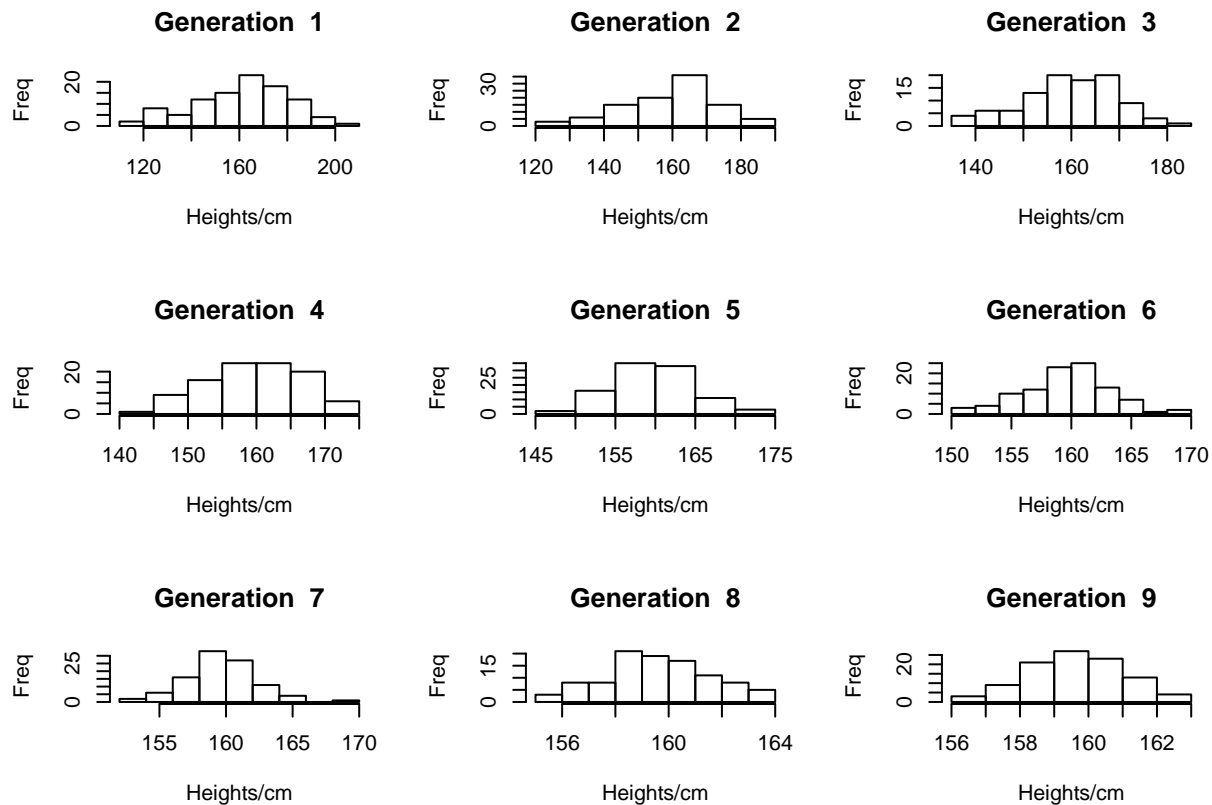 Generation 1
Freq
0 20
120 160 200
Heights/cm
Generation 2
Freq
0 30
120 140 160 180
Heights/cm
Generation 3
Freq
0 15
140 160 180
Heights/cm
Generation 4
Freq
0 20
140 150 160 170
Heights/cm
Generation 5
Freq
0 25
145 155 165 175
Heights/cm
Generation 6
Freq
0 20
150 155 160 165 170
Heights/cm
Generation 7
Freq
0 25
155 160 165 170
Heights/cm
Generation 8
Freq
0 15
156 160 164
Heights/cm
Generation 9
Freq
0 20
156 158 160 162
Heights/cm